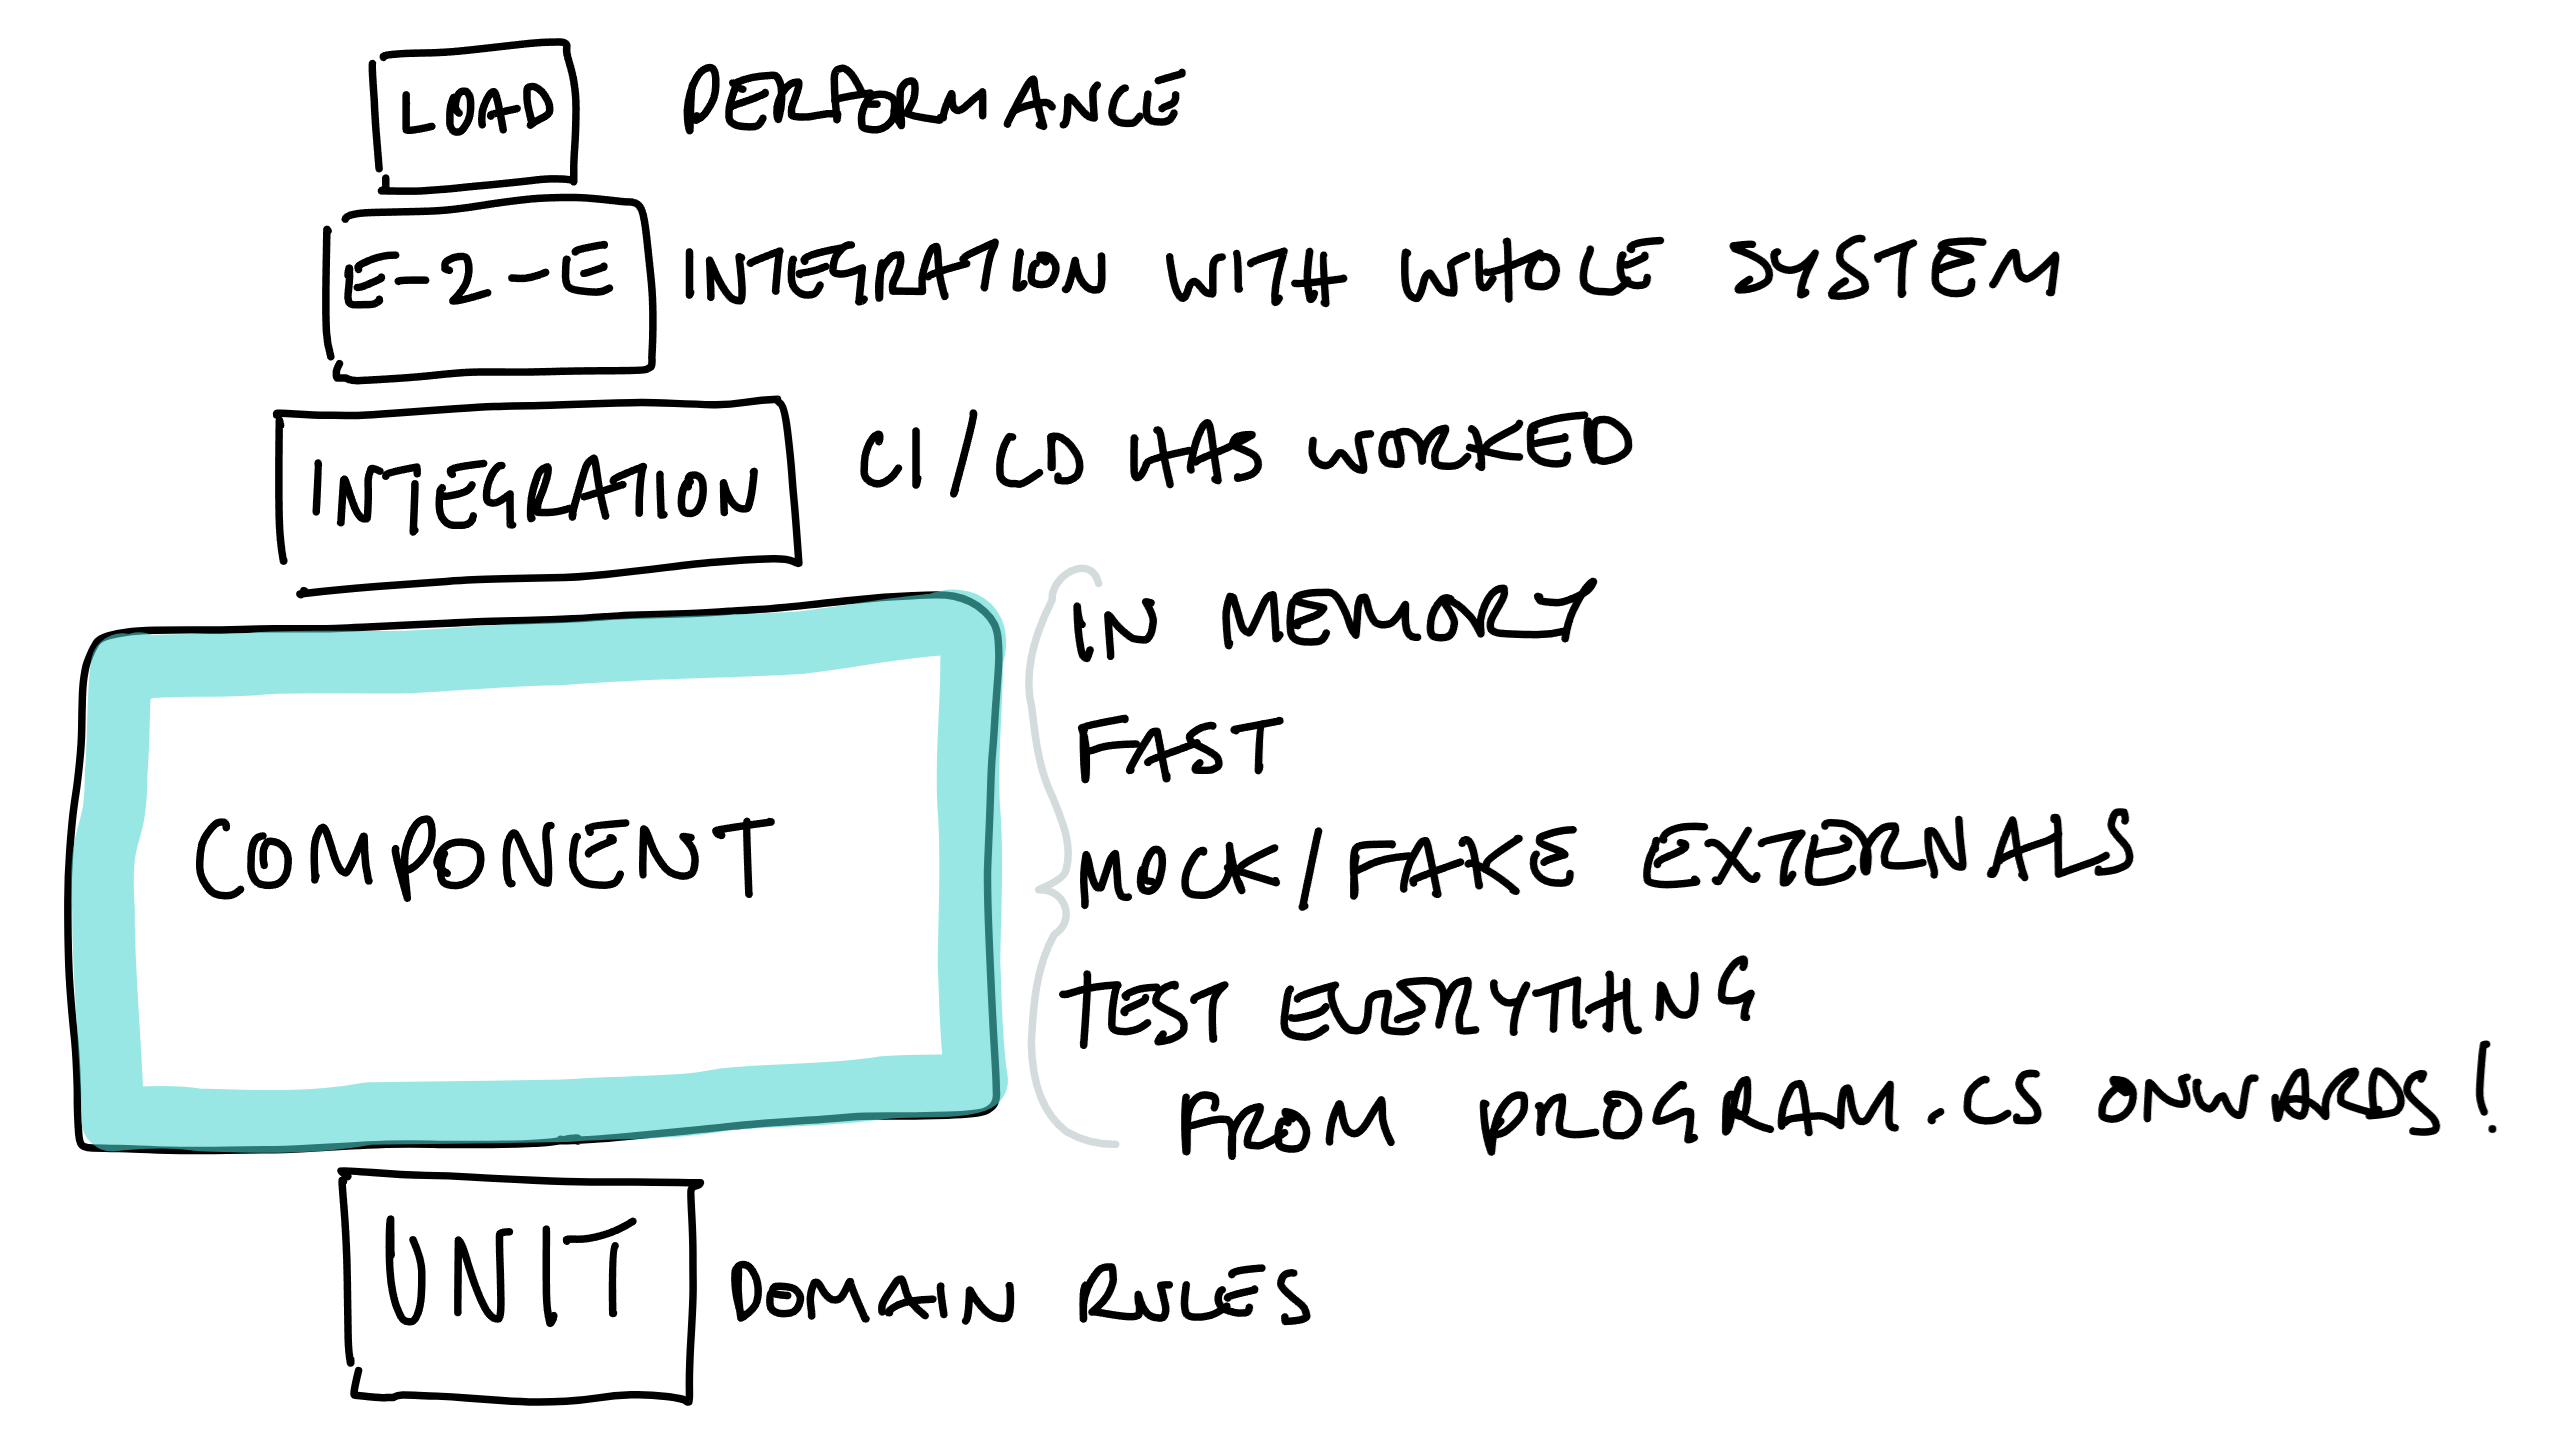 LOAD PERFORMANCE
E-2-E INTEGRATION WITH WHOLE SYSTEM
INTEGRATION CI/CD HAS WORKED
COMPONENT
IN MEMORY
FAST
MOCK/FAKE EXTERNALS
TEST EVERYTHING
FROM PROGRAM.CS ONWARDS!
UNIT DOMAIN RULES